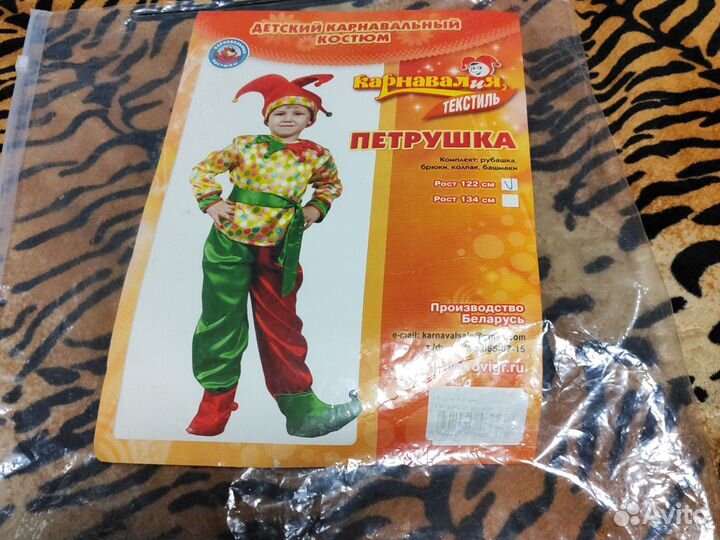 ДЕТСКИЙ КАРНАВАЛЬНЫЙ
КОСТЮМ
Карнавалия
ТЕКСТИЛЬ
ПЕТРУШКА
Комплект: рубашка,
брюки, колпак, башмаки
Рост 122 см
Рост 134 см
Производство
Беларусь
e-mail:
Avito